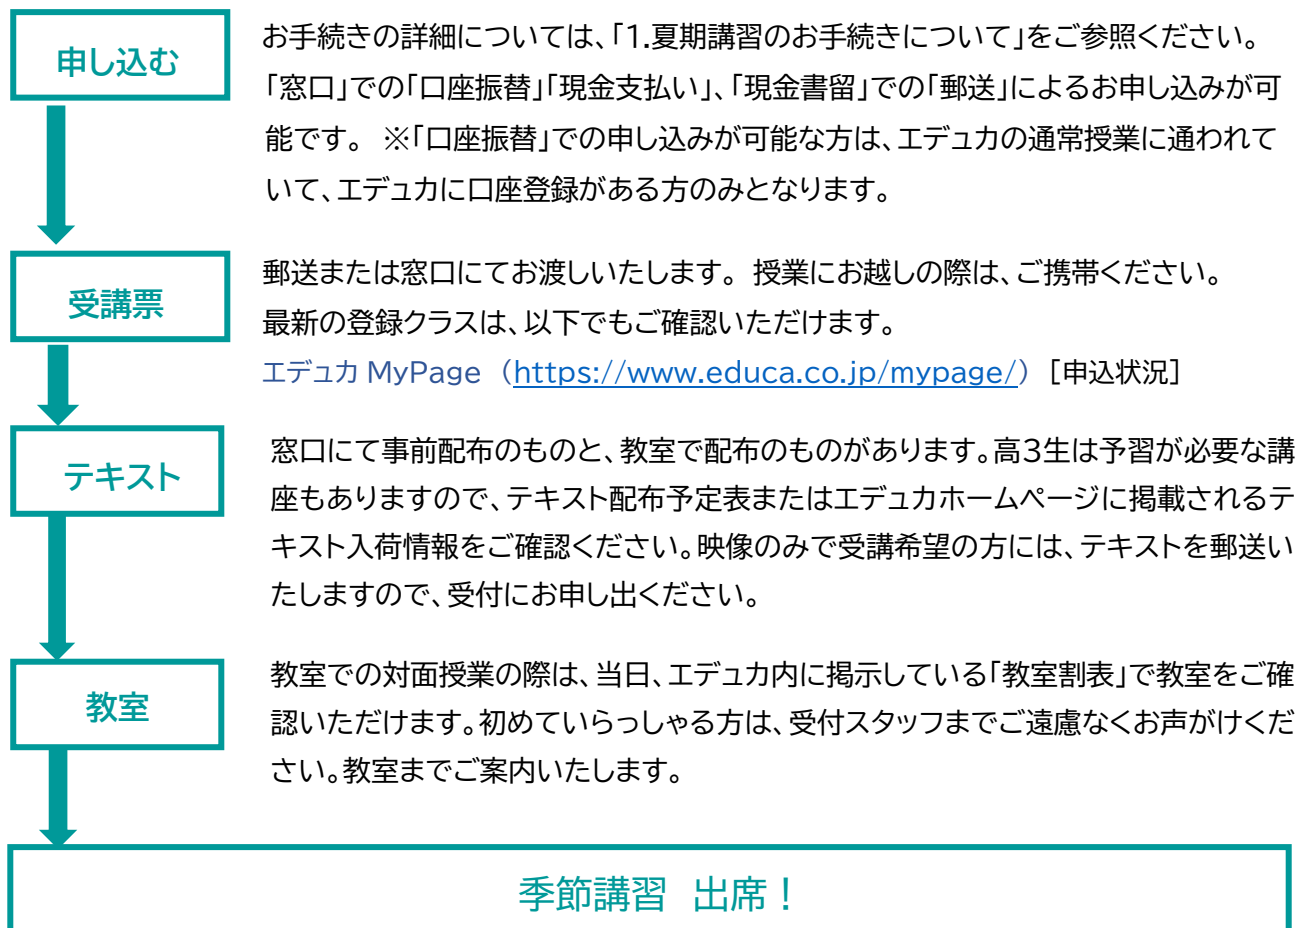 申し込む
お手続きの詳細については、「1.夏期講習のお手続きについて」をご参照ください。
「窓口」での「口座振替」「現金支払い」、「現金書留」での「郵送」によるお申し込みが可
能です。 ※「口座振替」での申し込みが可能な方は、エデュカの通常授業に通われて
いて、エデュカに口座登録がある方のみとなります。
受講票
郵送または窓口にてお渡しいたします。 授業にお越しの際は、ご携帯ください。
最新の登録クラスは、以下でもご確認いただけます。
エデュカ MyPage （https://www.educa.co.jp/mypage/） [申込状況]
テキスト
窓口にて事前配布のものと、教室で配布のものがあります。高3生は予習が必要な講
座もありますので、テキスト配布予定表またはエデュカホームページに掲載されるテ
キスト入荷情報をご確認ください。映像のみで受講希望の方には、テキストを郵送い
たしますので、受付にお申し出ください。
教室
教室での対面授業の際は、当日、エデュカ内に掲示している「教室割表」で教室をご確
認いただけます。初めていらっしゃる方は、受付スタッフまでご遠慮なくお声がけくだ
さい。教室までご案内いたします。
季節講習 出席！